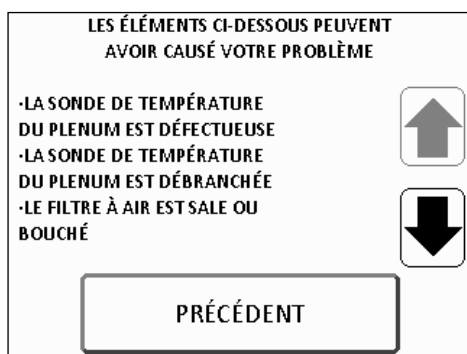 LES ÉLÉMENTS CI-DESSOUS PEUVENT
AVOIR CAUSÉ VOTRE PROBLÈME
·LA SONDE DE TEMPÉRATURE
DU PLENUM EST DÉFECTUEUSE
·LA SONDE DE TEMPÉRATURE
DU PLENUM EST DÉBRANCHÉE
·LE FILTRE À AIR EST SALE OU
BOUCHÉ
PRÉCÉDENT